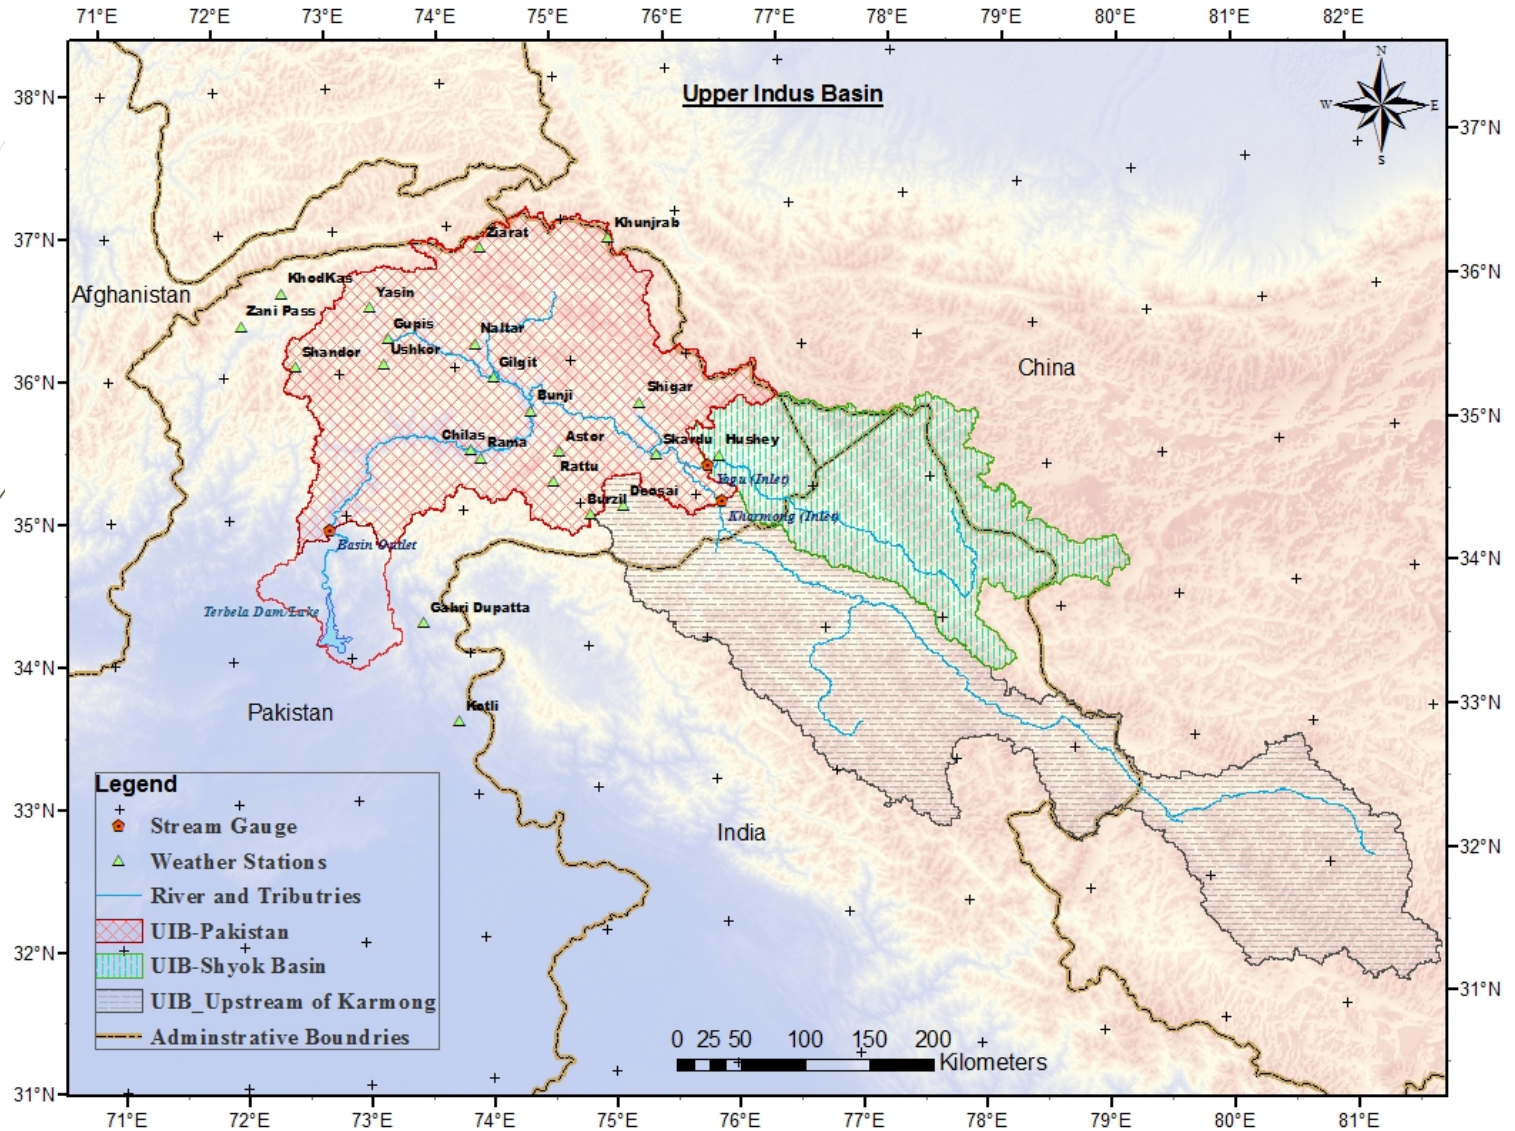 71°E 72°E 73°E 74°E 75°E 76°E 77°E 78°E 79°E 80°E 81°E 82°E
Upper Indus Basin
N
W E
S
38°N
37°N
37°N
36°N
36°N
35°N
35°N
34°N
34°N
33°N
33°N
32°N
32°N
31°N
31°N
Khunjrab
Ziarat
KhodKas
Afghanistan
Yasin
Zani Pass
Gupis
Naltar
Shandor
Ushkor
Gilgit
China
Shigar
Bunji
Chilas
Rama
Astor
Skardu
Hushey
Rattu
Yogu (Inlet)
Burzil
Deosai
Kharmong (Inlet)
Basin Outlet
Terbela Dam Lake
Gahri Dupatta
Pakistan
Kotli
India
Legend
Stream Gauge
Weather Stations
River and Tributries
UIB-Pakistan
UIB-Shyok Basin
UIB_Upstream of Karmong
Adminstrative Boundries
0 25 50 100 150 200
Kilometers
71°E 72°E 73°E 74°E 75°E 76°E 77°E 78°E 79°E 80°E 81°E